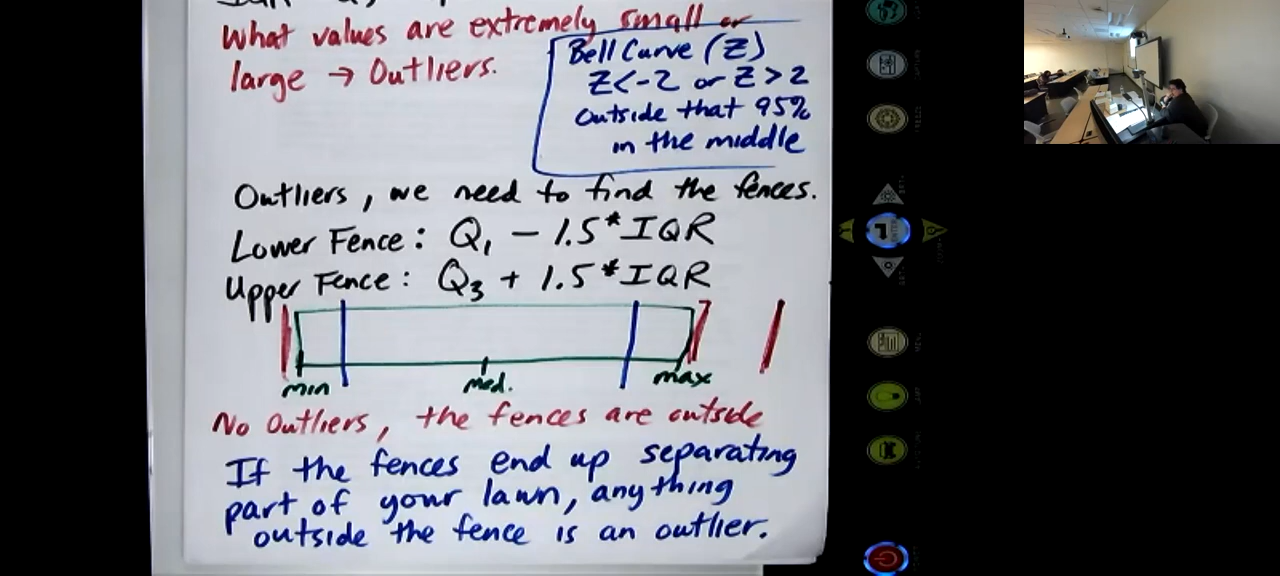 What values are extremely small or
large → Outliers.
Bell Curve (Z)
Z<-2 or Z>2
Outside that 95%
in the middle
Outliers, we need to find the fences.
Lower Fence: Q₁ - 1.5*IQR
Upper Fence: Q₃ + 1.5*IQR
min med. max
No Outliers, the fences are outside
If the fences end up separating
part of your lawn, anything
outside the fence is an outlier.